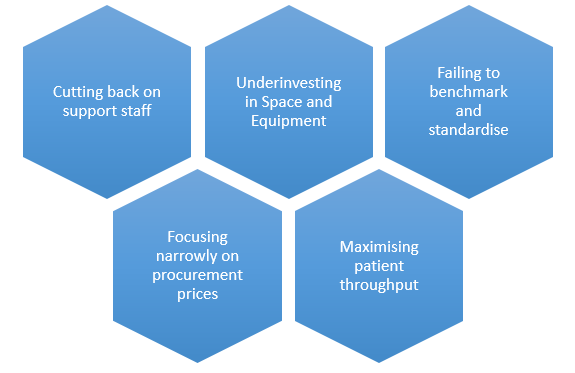 Cutting back on
support staff
Underinvesting
in Space and
Equipment
Failing to
benchmark
and
standardise
Focusing
narrowly on
procurement
prices
Maximising
patient
throughput